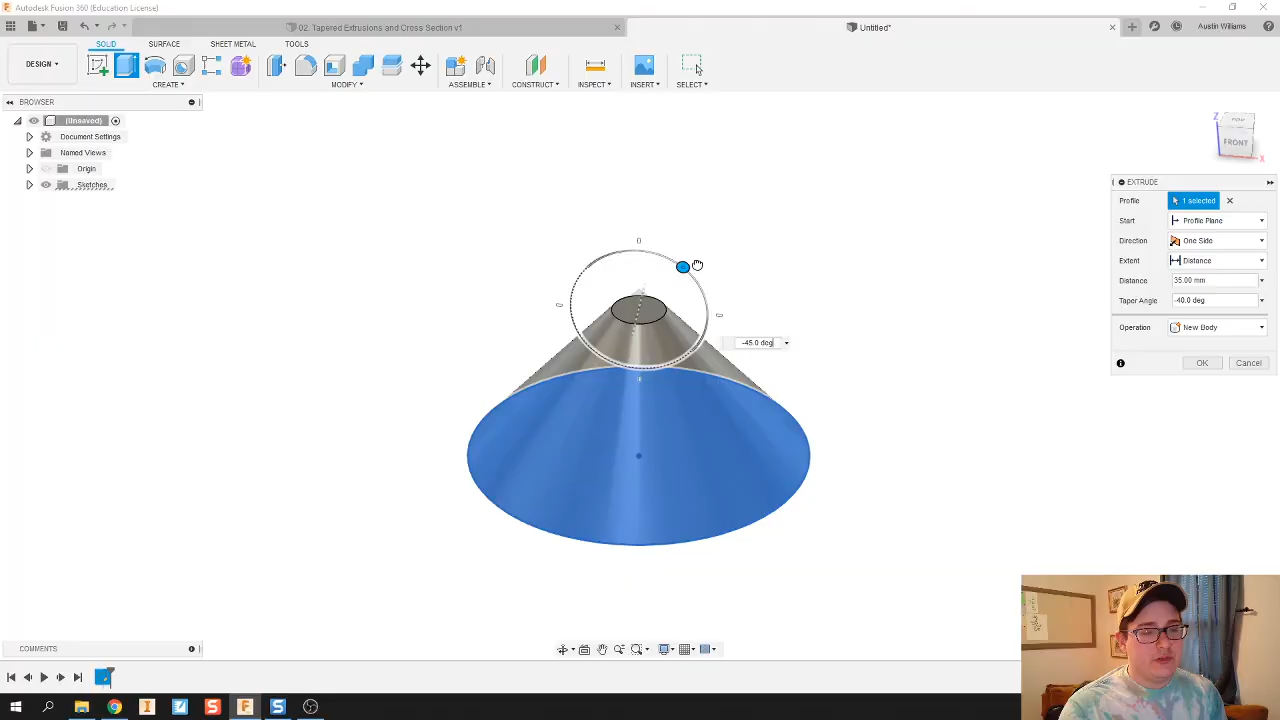 Autodesk Fusion 360 (Education License)
02. Tapered Extrusions and Cross Section v1
Untitled*
Austin Williams
SOLID
SURFACE
SHEET METAL
TOOLS
DESIGN
CREATE
MODIFY
ASSEMBLE
CONSTRUCT
INSPECT
INSERT
SELECT
BROWSER
(Unsaved)
Document Settings
Named Views
Origin
Sketches
Z
FRONT
X
EXTRUDE
Profile
1 selected
Start
Profile Plane
Direction
One Side
Extent
Distance
Distance
35.00 mm
Taper Angle
-40.0 deg
Operation
New Body
OK
Cancel
-45.0 deg
COMMENTS